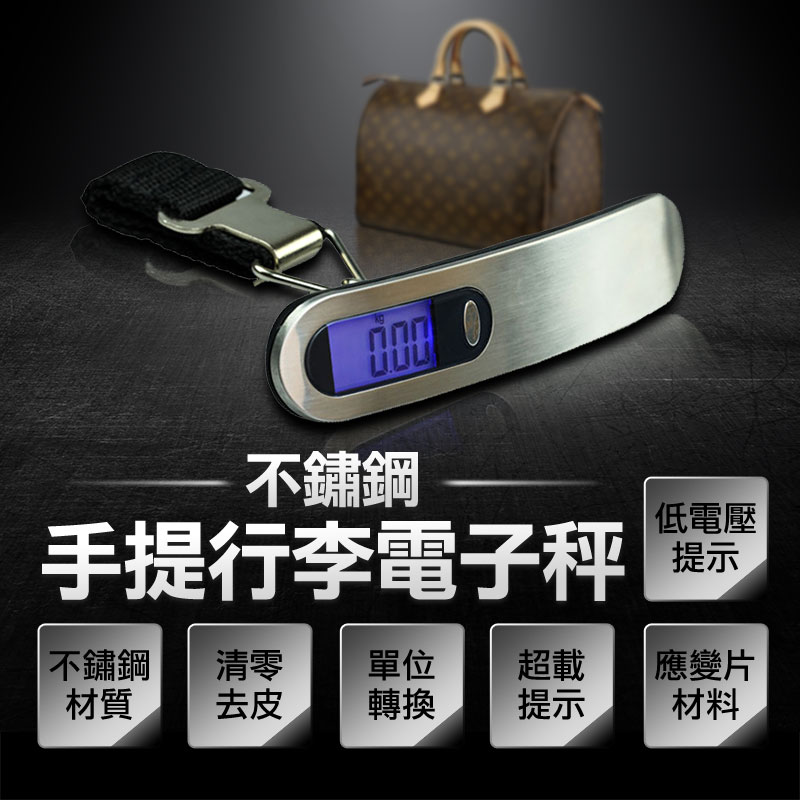 kg
0.00
不鏽鋼
手提行李電子秤
低電壓
提示
不鏽鋼
材質
清零
去皮
單位
轉換
超載
提示
應變片
材料